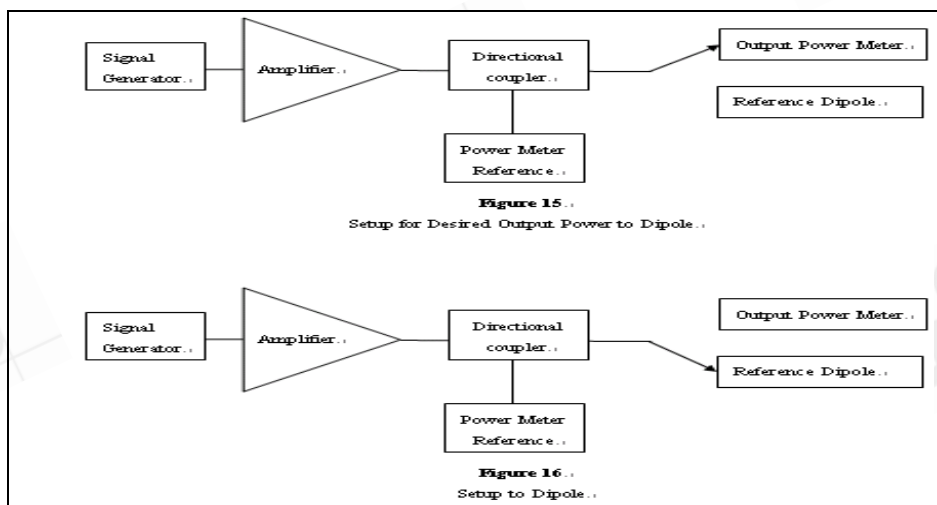 Signal
Generator.
Amplifier.
Directional
coupler.
Output Power Meter.
Reference Dipole.
Power Meter
Reference.
Figure 15.
Setup for Desired Output Power to Dipole.
Signal
Generator.
Amplifier.
Directional
coupler.
Output Power Meter.
Reference Dipole.
Power Meter
Reference.
Figure 16.
Setup to Dipole.